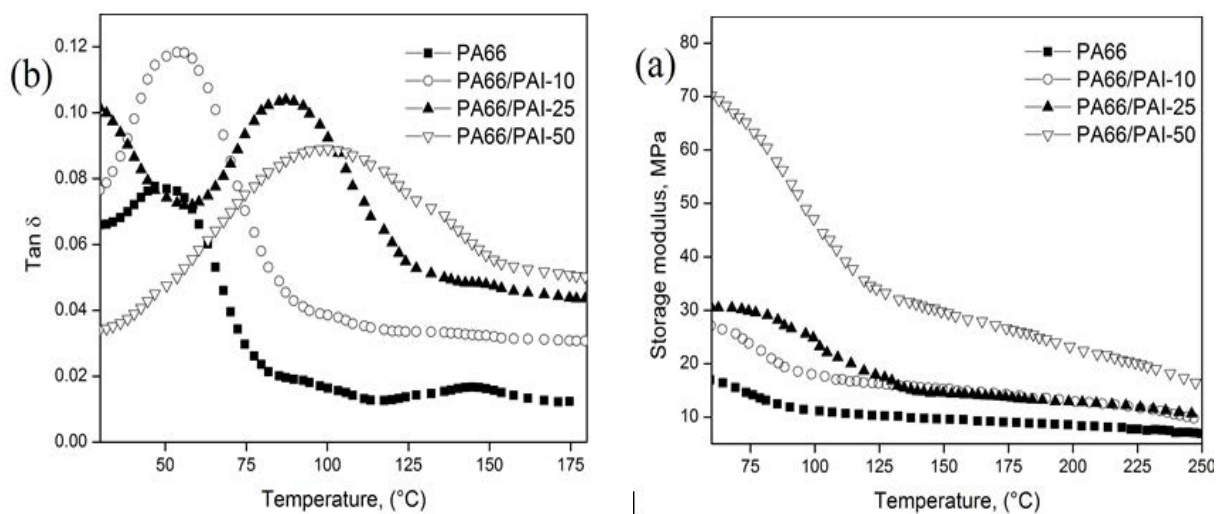 (b)
PA66
PA66/PAI-10
PA66/PAI-25
PA66/PAI-50
Tan δ
0.12
0.10
0.08
0.06
0.04
0.02
0.00
50 75 100 125 150 175
Temperature, (°C)
(a)
PA66
PA66/PAI-10
PA66/PAI-25
PA66/PAI-50
Storage modulus, MPa
80
70
60
50
40
30
20
10
75 100 125 150 175 200 225 250
Temperature, (°C)